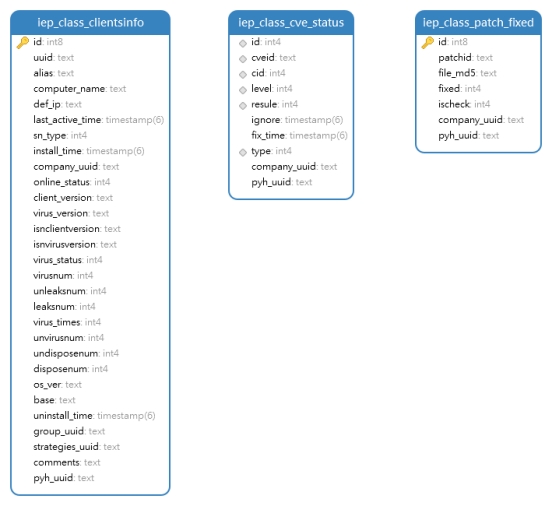 iep_class_clientsinfo
id: int8
uuid: text
alias: text
computer_name: text
def_ip: text
last_active_time: timestamp(6)
sn_type: int4
install_time: timestamp(6)
company_uuid: text
online_status: int4
client_version: text
virus_version: text
isnclientversion: text
isnvirusversion: text
virus_status: int4
virusnum: int4
unleaksnum: int4
leaksnum: int4
virus_times: int4
unvirusnum: int4
undisposenum: int4
disposenum: int4
os_ver: text
base: text
uninstall_time: timestamp(6)
group_uuid: text
strategies_uuid: text
comments: text
pyh_uuid: text
iep_class_cve_status
id: int4
cveid: text
cid: int4
level: int4
resule: int4
ignore: timestamp(6)
fix_time: timestamp(6)
type: int4
company_uuid: text
pyh_uuid: text
iep_class_patch_fixed
id: int8
patchid: text
file_md5: text
fixed: int4
ischeck: int4
company_uuid: text
pyh_uuid: text